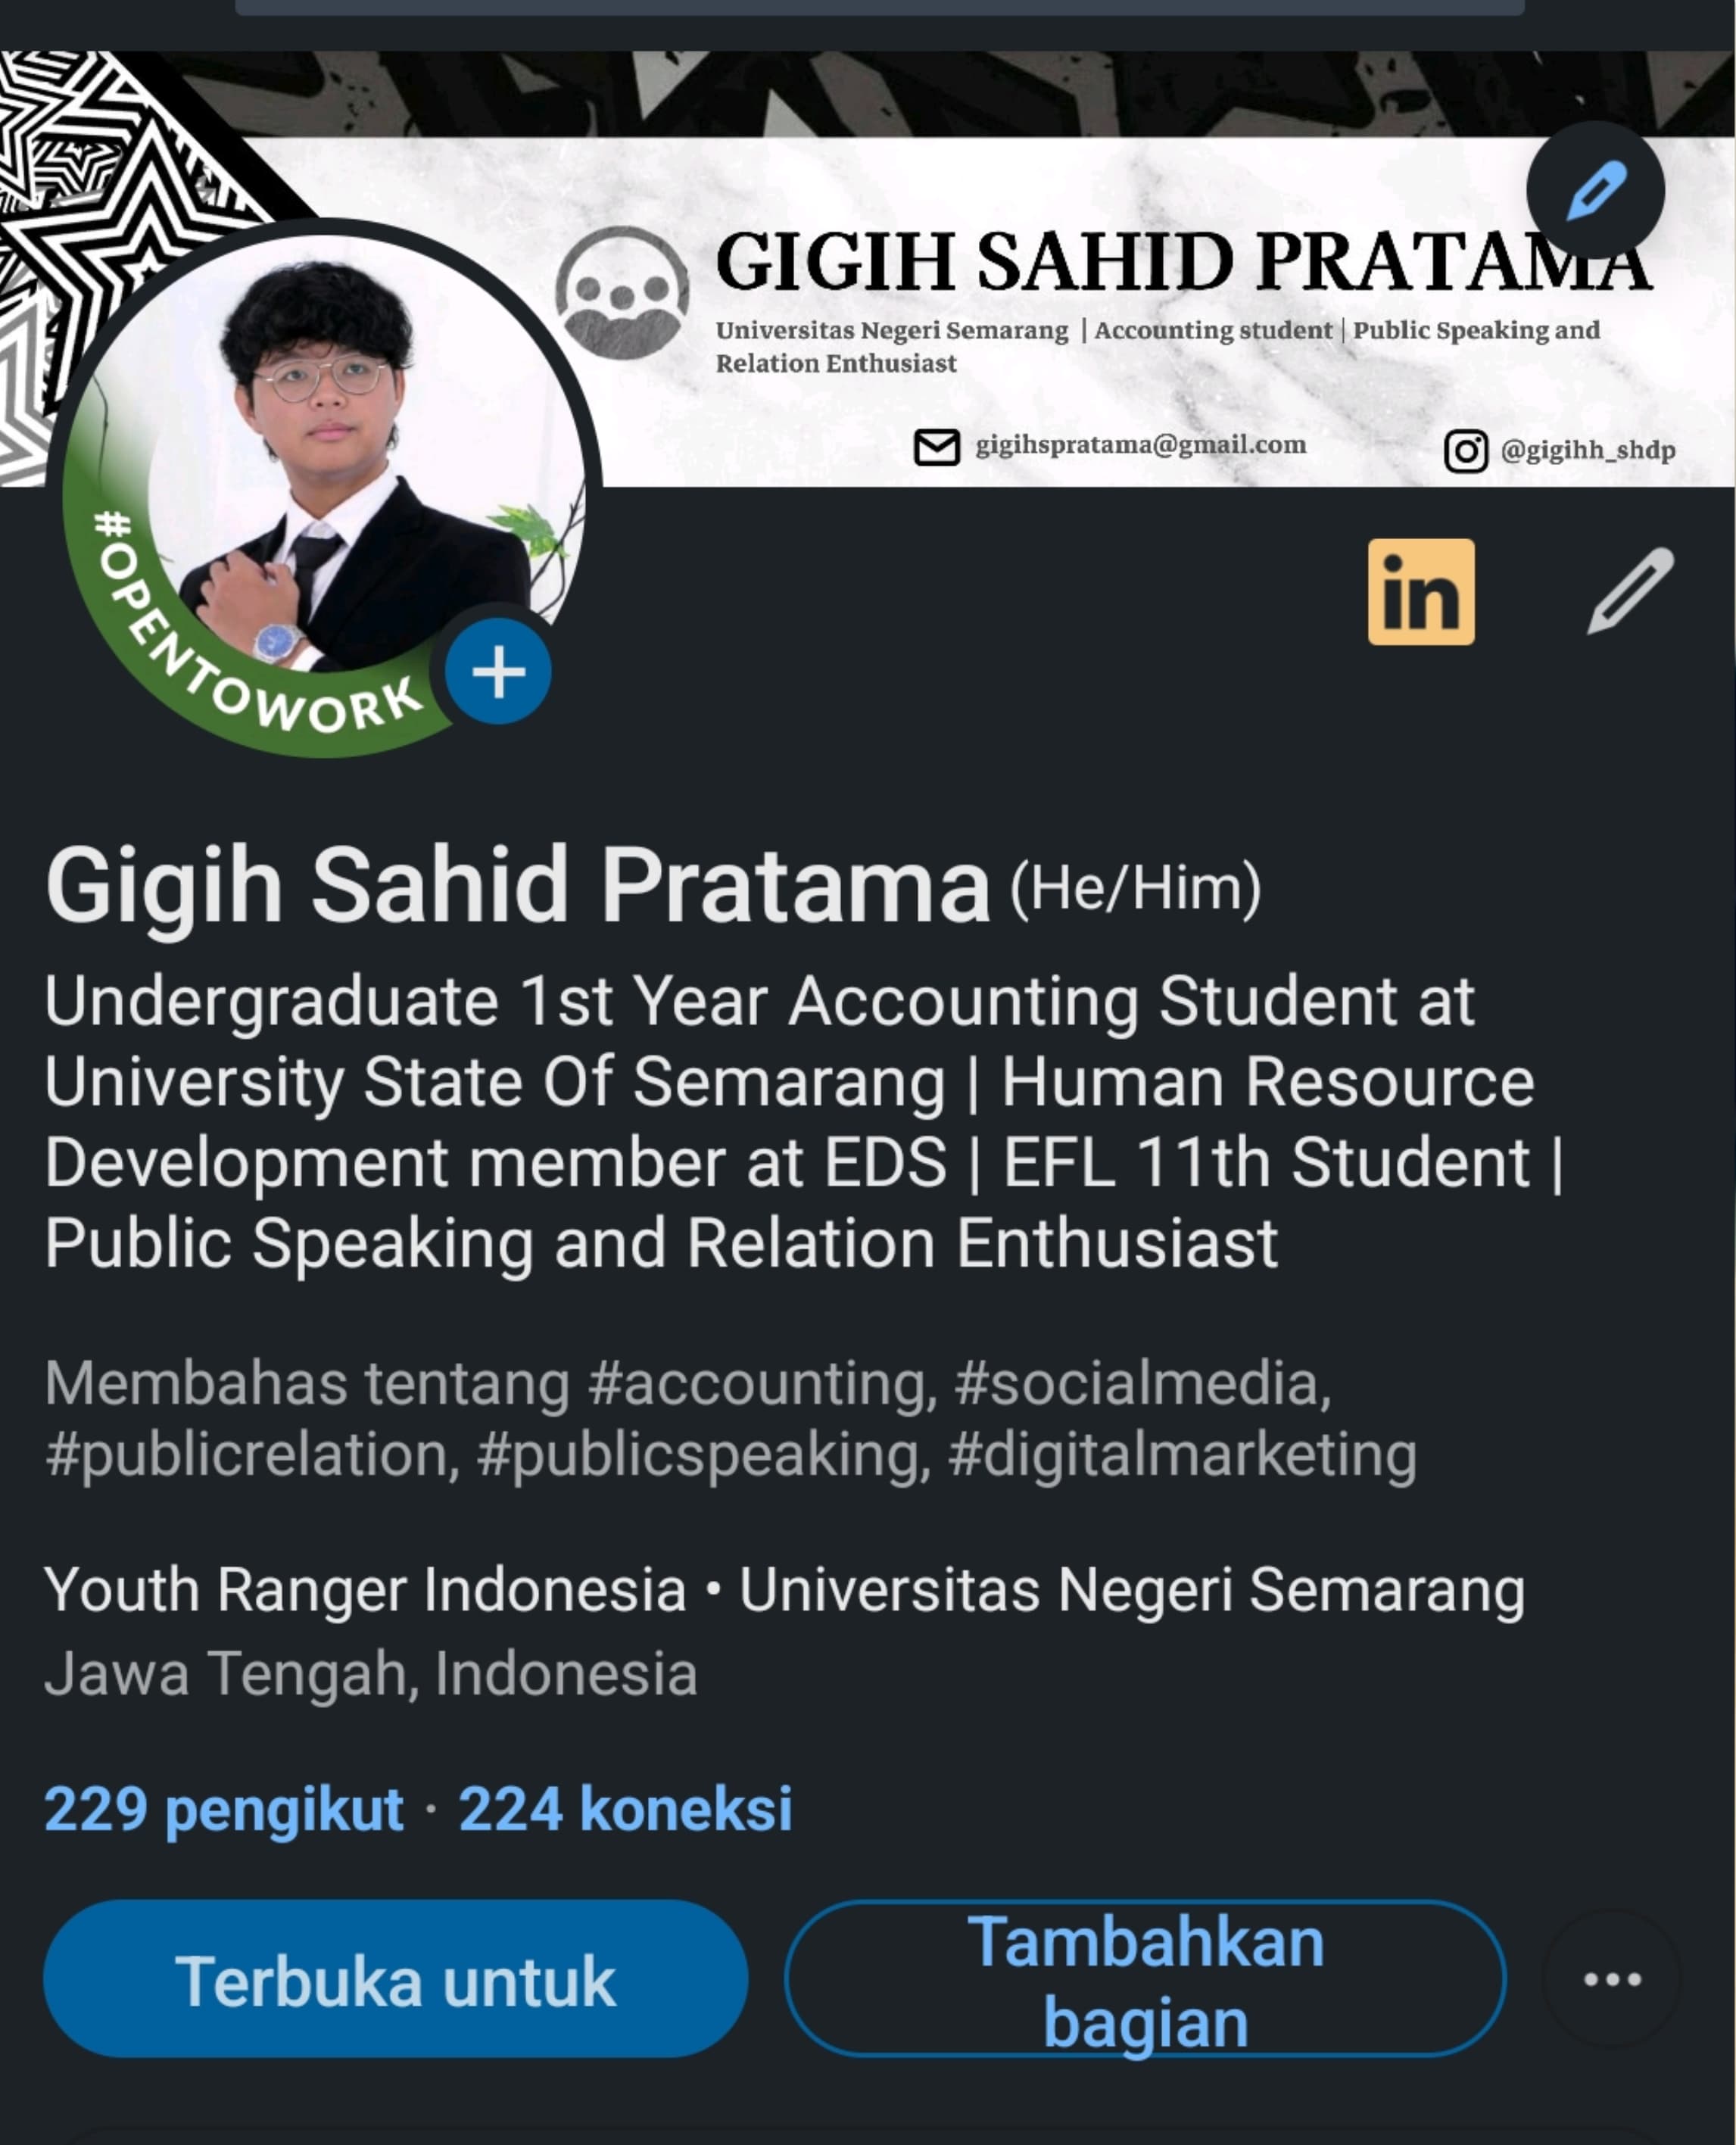 GIGIH SAHID PRATAMA
Universitas Negeri Semarang | Accounting student | Public Speaking and
Relation Enthusiast
gigihspratama@gmail.com
@gigihh_shdp
#OPENTOWORK
in
Gigih Sahid Pratama (He/Him)
Undergraduate 1st Year Accounting Student at
University State Of Semarang | Human Resource
Development member at EDS | EFL 11th Student |
Public Speaking and Relation Enthusiast
Membahas tentang #accounting, #socialmedia,
#publicrelation, #publicspeaking, #digitalmarketing
Youth Ranger Indonesia • Universitas Negeri Semarang
Jawa Tengah, Indonesia
229 pengikut · 224 koneksi
Terbuka untuk
Tambahkan
bagian